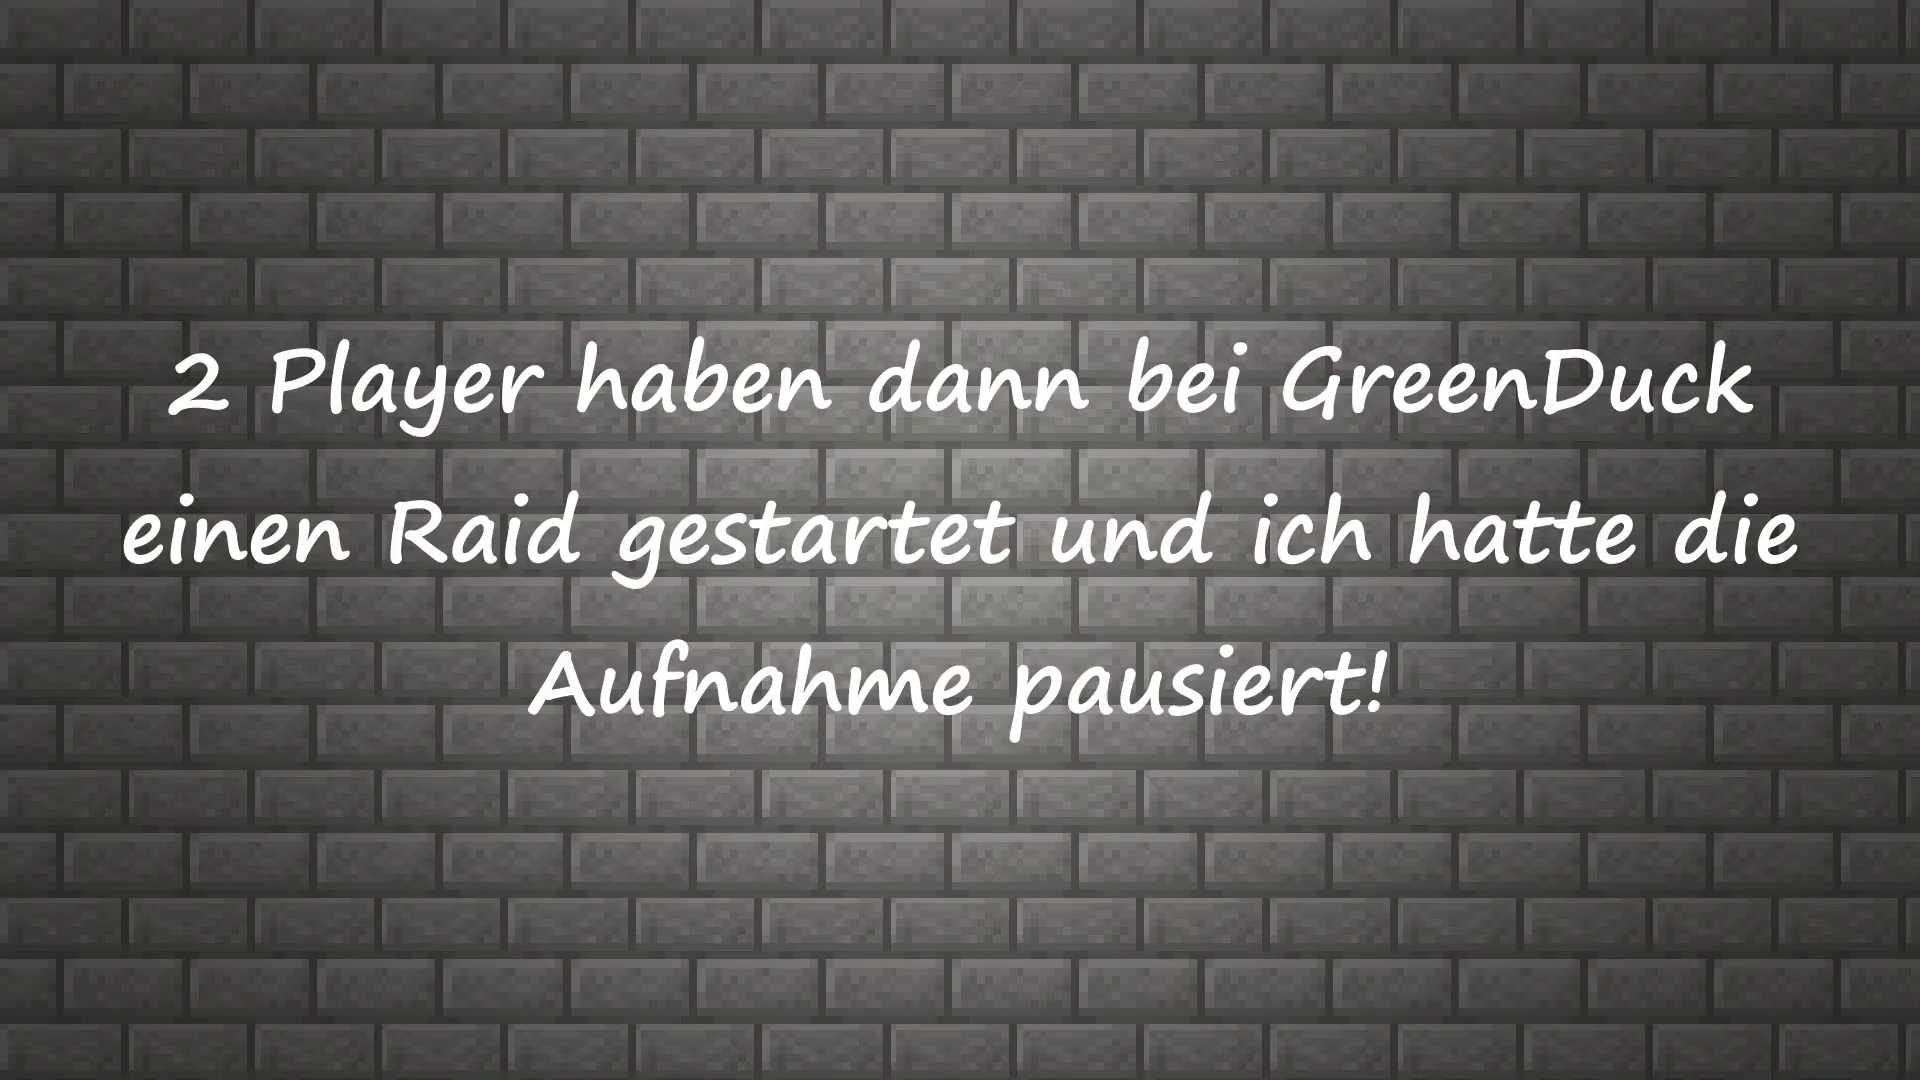 2 Player haben dann bei GreenDuck
einen Raid gestartet und ich hatte die
Aufnahme pausiert!